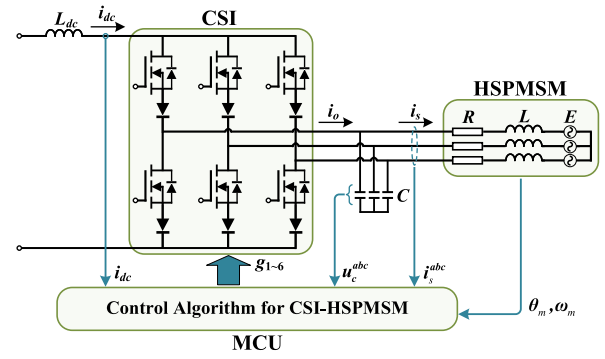 CSI
L_dc
i_dc
HSPMSM
i_o
i_s
R
L
E
C
i_dc
g_1~6
u_c^abc
i_s^abc
θ_m , ω_m
Control Algorithm for CSI-HSPMSM
MCU